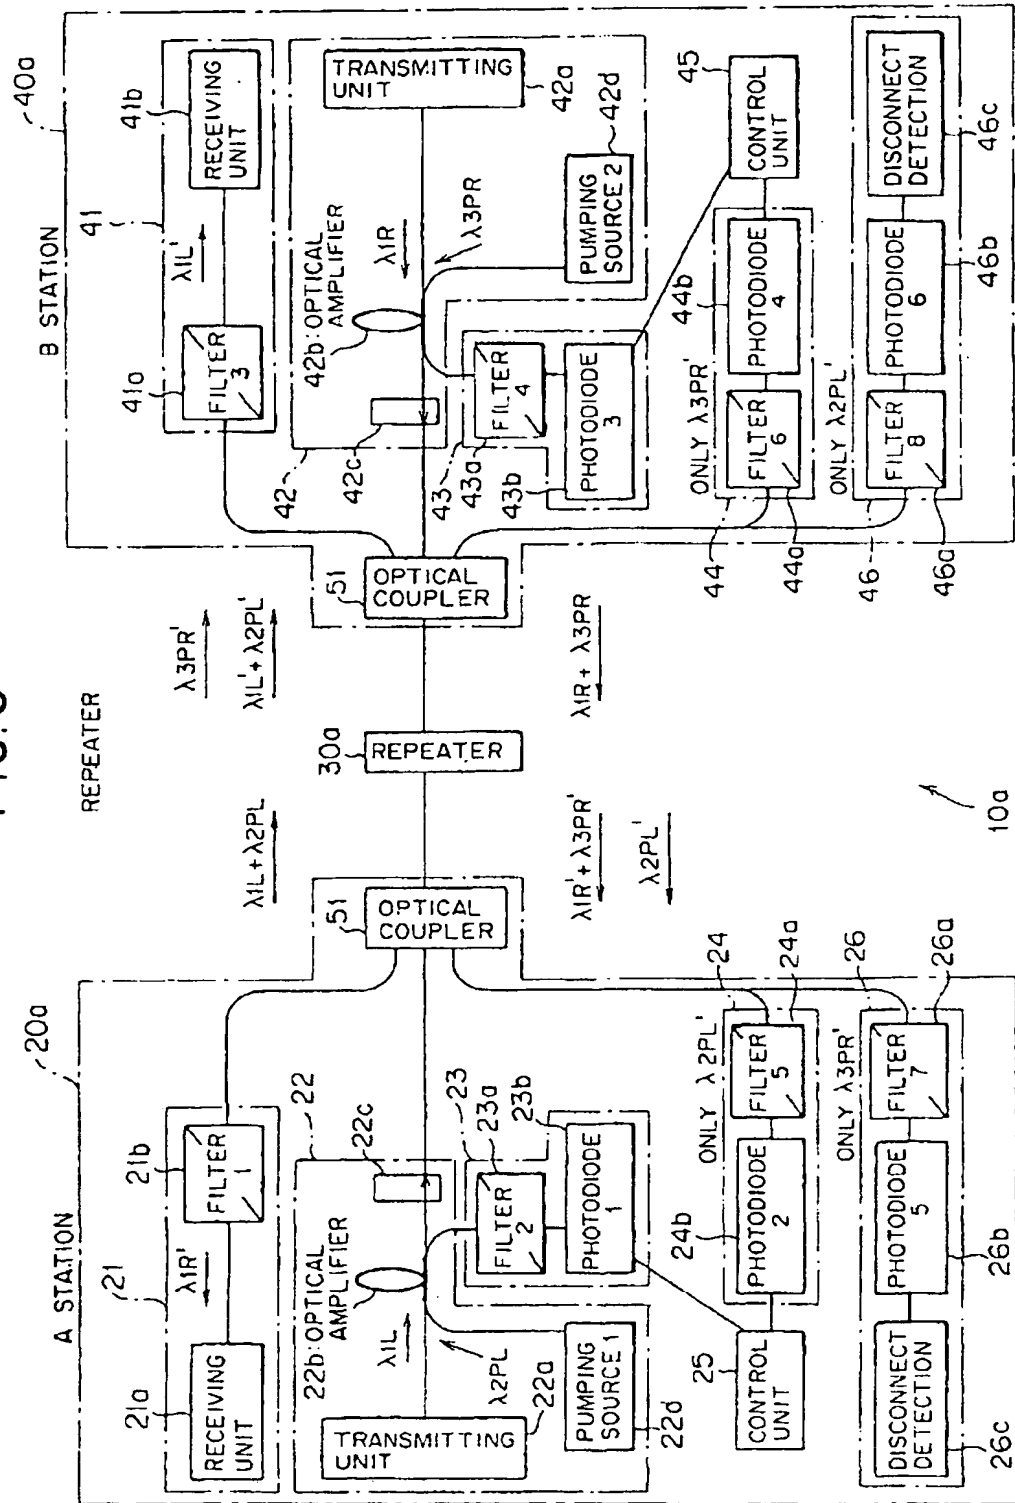 A STATION
20a
21
21a
RECEIVING
UNIT
λ1R'
21b
FILTER
1
22
22b:OPTICAL
AMPLIFIER
22c
TRANSMITTING
UNIT
22a
λ1L
λ2PL
PUMPING
SOURCE 1
22d
23
23a
FILTER
2
23b
PHOTODIODE
1
25
CONTROL
UNIT
24b
PHOTODIODE
2
ONLY λ2PL'
24
24a
FILTER
5
26c
DISCONNECT
DETECTION
26b
PHOTODIODE
5
ONLY λ3PR'
26
26a
FILTER
7
51
OPTICAL
COUPLER
REPEATER
λ1L+λ2PL
30a
REPEATER
λ1R'+λ3PR'
λ2PL'
10a
λ3PR'
λ1L'+λ2PL'
λ1R+λ3PR
B STATION
40a
51
OPTICAL
COUPLER
41
41a
FILTER
3
λ1L'
41b
RECEIVING
UNIT
42
42c
42b:OPTICAL
AMPLIFIER
λ1R
λ3PR
TRANSMITTING
UNIT
42a
PUMPING
SOURCE 2
42d
43
43a
FILTER
4
43b
PHOTODIODE
3
ONLY λ3PR'
44
44a
FILTER
6
44b
PHOTODIODE
4
45
CONTROL
UNIT
ONLY λ2PL'
46
46a
FILTER
8
PHOTODIODE
6
46b
DISCONNECT
DETECTION
46c